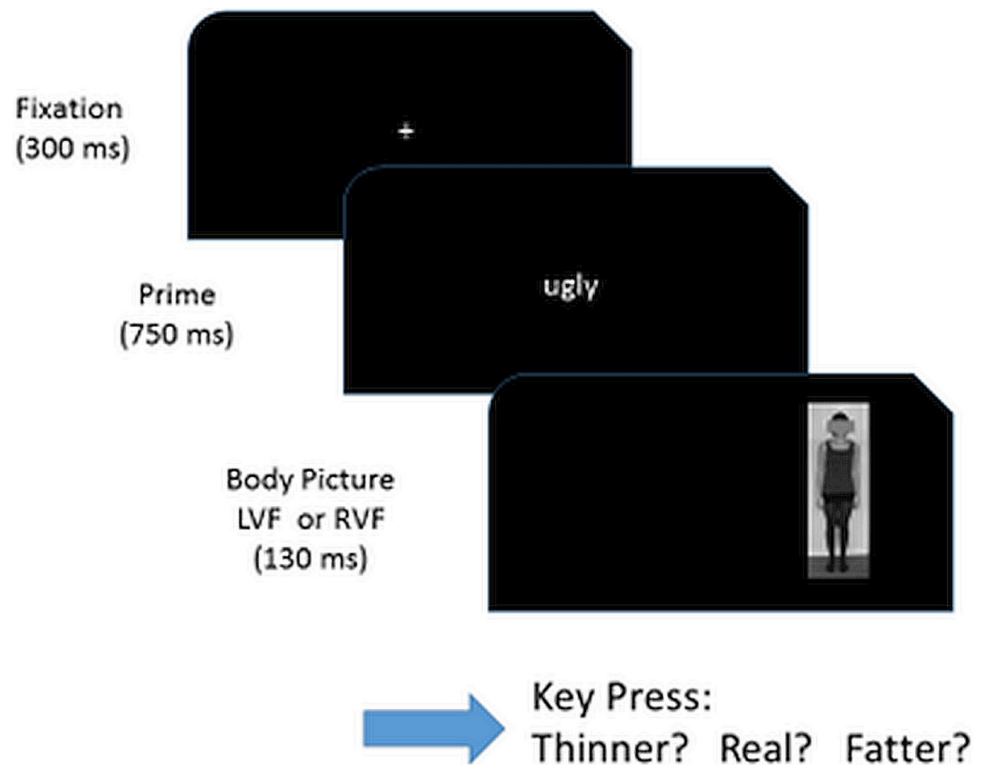 Fixation
(300 ms)
Prime
(750 ms)
ugly
Body Picture
LVF or RVF
(130 ms)
Key Press:
Thinner? Real? Fatter?